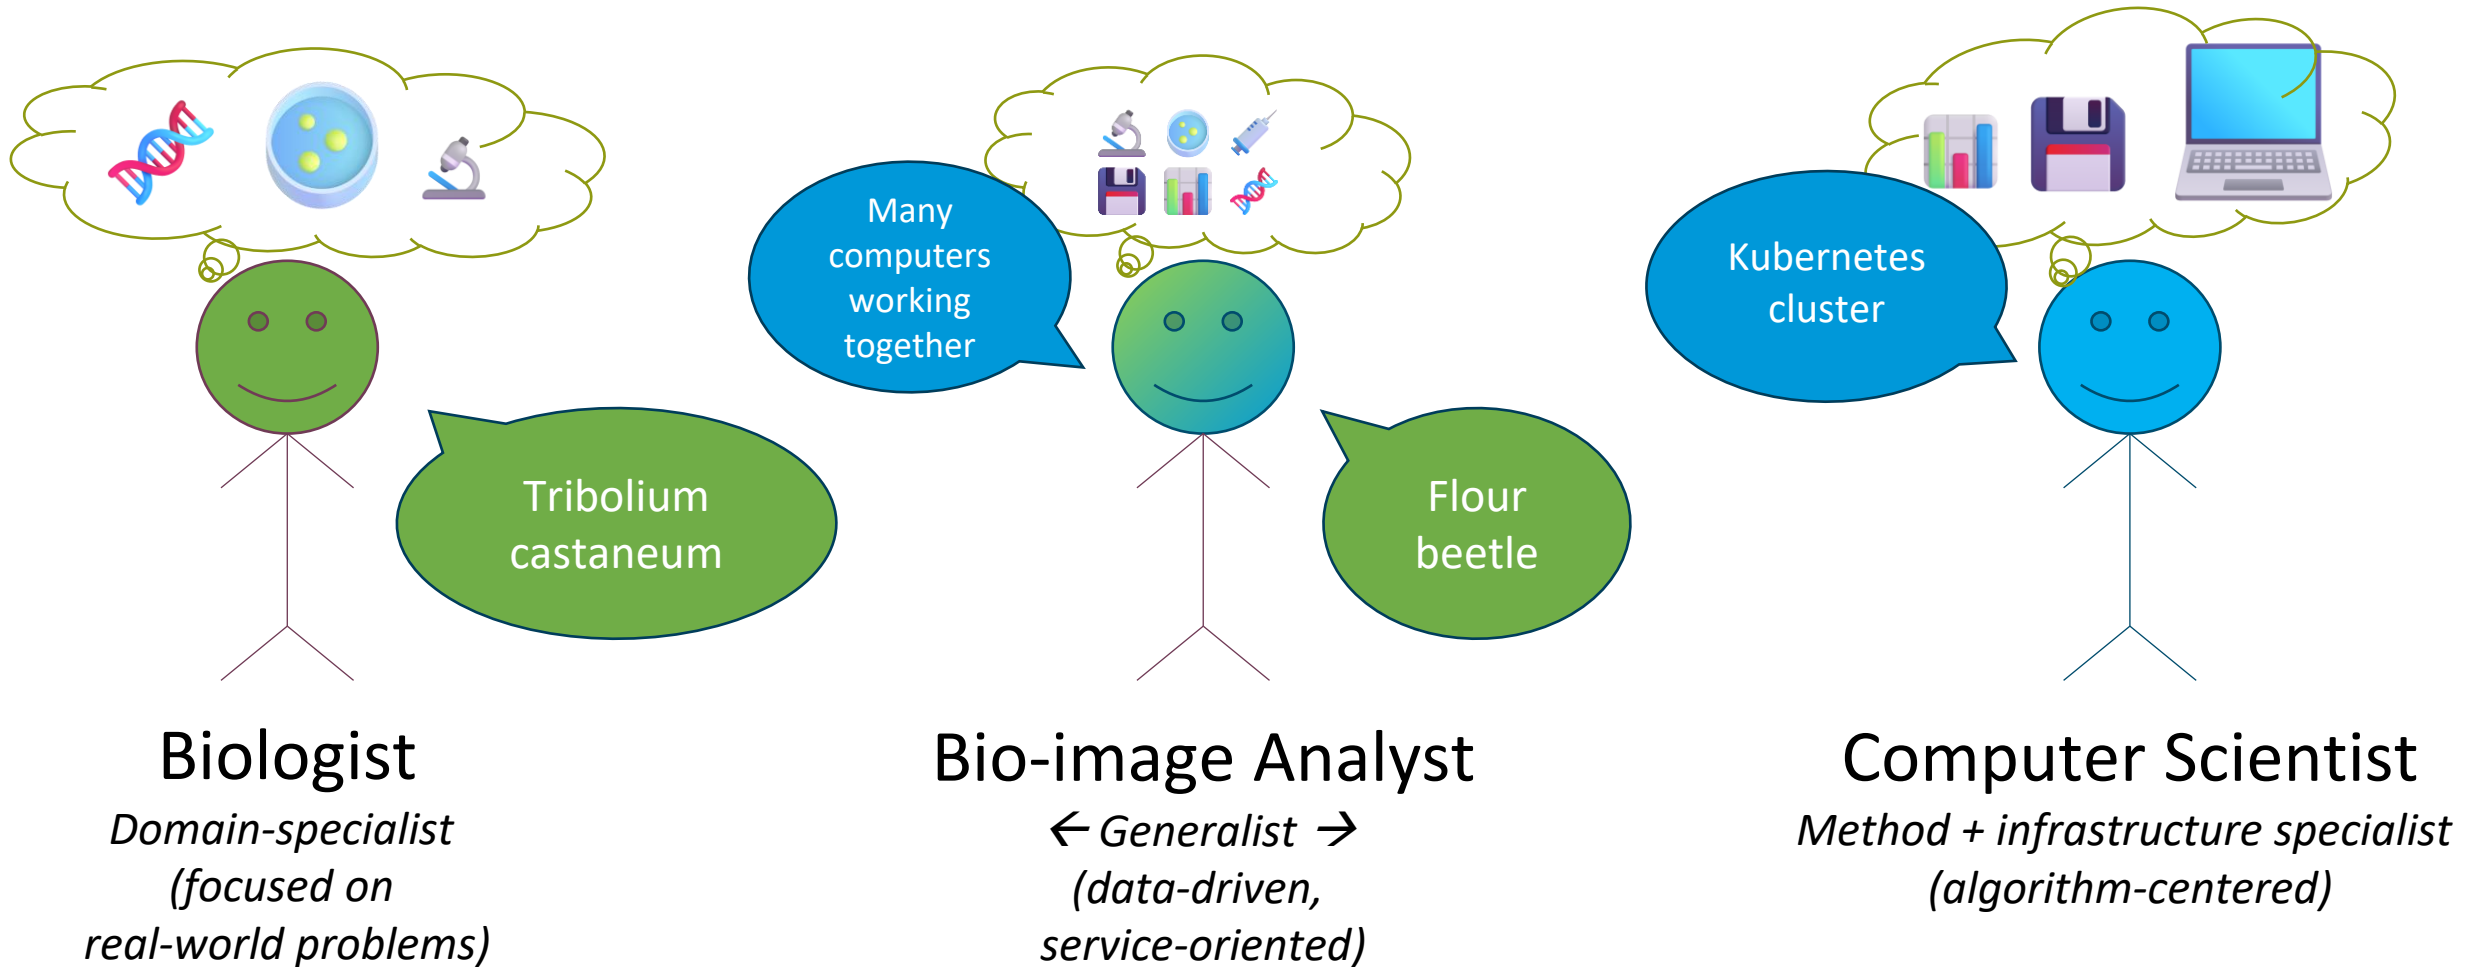 Many
computers
working
together
Kubernetes
cluster
Tribolium
castaneum
Flour
beetle
Biologist
Domain-specialist
(focused on
real-world problems)
Bio-image Analyst
← Generalist →
(data-driven,
service-oriented)
Computer Scientist
Method + infrastructure specialist
(algorithm-centered)